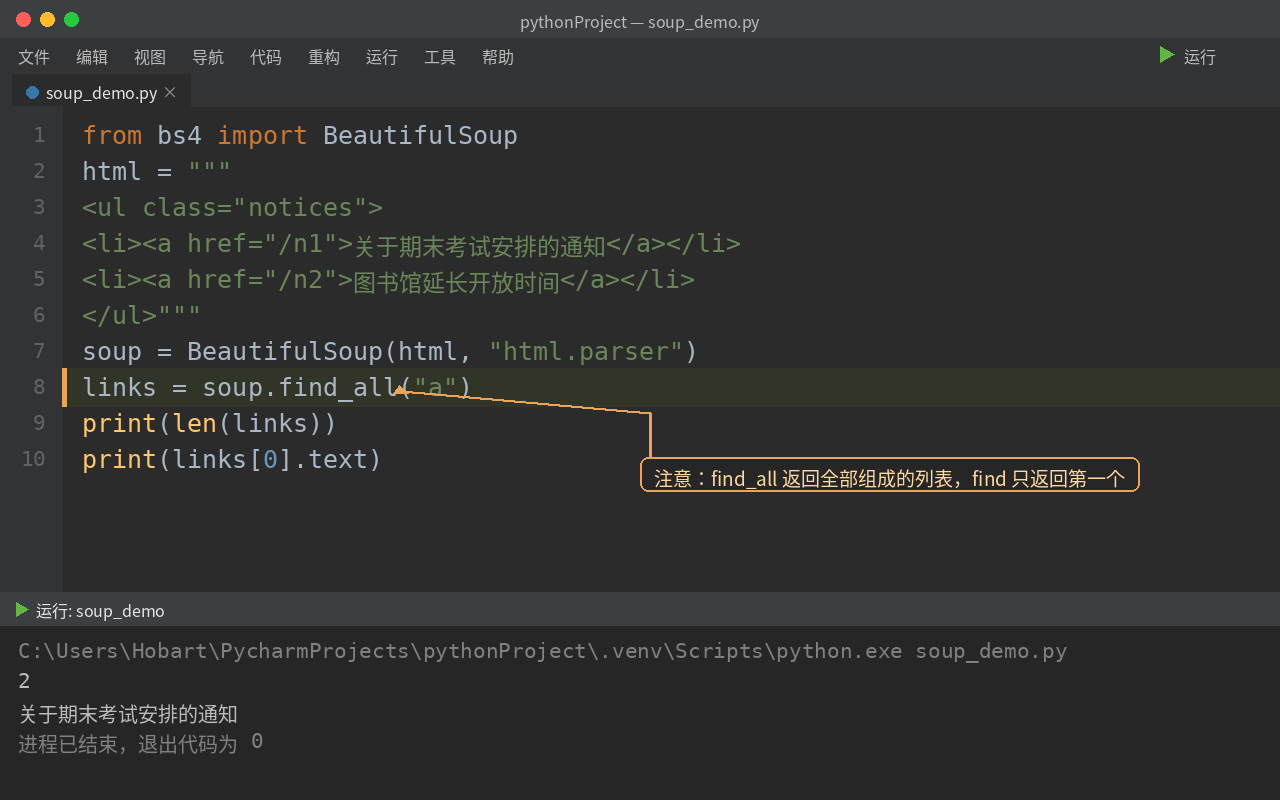 pythonProject — soup_demo.py
文件 编辑 视图 导航 代码 重构 运行 工具 帮助 运行
soup_demo.py ×
1 from bs4 import BeautifulSoup
2 html = """
3 <ul class="notices">
4 <li><a href="/n1">关于期末考试安排的通知</a></li>
5 <li><a href="/n2">图书馆延长开放时间</a></li>
6 </ul>"""
7 soup = BeautifulSoup(html, "html.parser")
8 links = soup.find_all("a")
9 print(len(links))
10 print(links[0].text)
注意：find_all 返回全部组成的列表，find 只返回第一个
运行: soup_demo
C:\Users\Hobart\PycharmProjects\pythonProject\.venv\Scripts\python.exe soup_demo.py
2
关于期末考试安排的通知
进程已结束，退出代码为 0